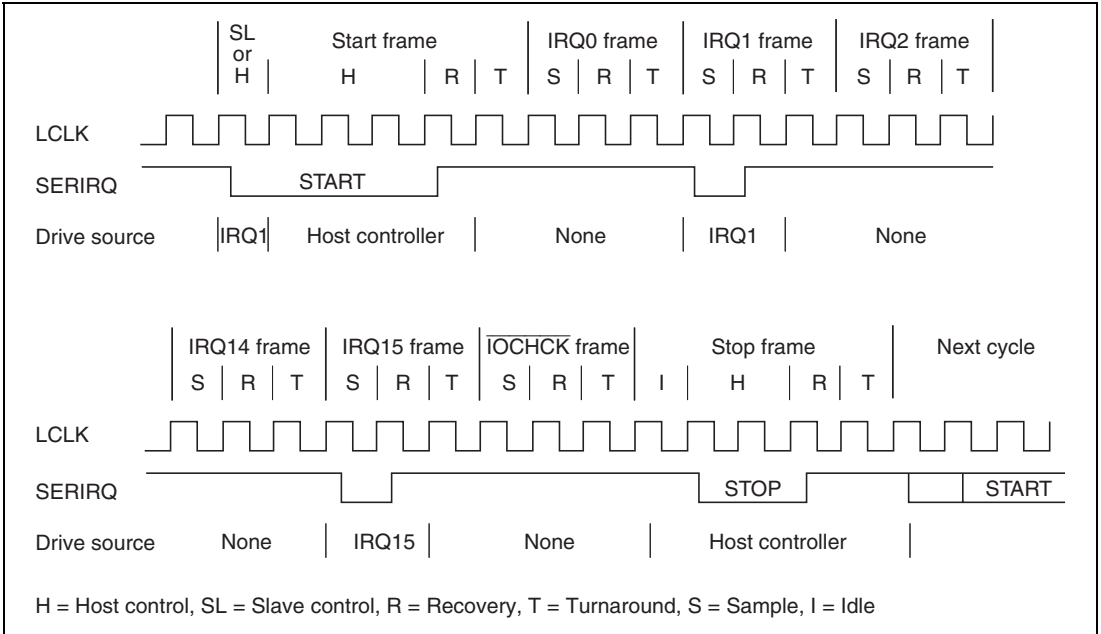 SL or H
Start frame
IRQ0 frame
IRQ1 frame
IRQ2 frame
H R T S R T S R T S R T
LCLK
SERIRQ START
Drive source IRQ1 Host controller None IRQ1 None
IRQ14 frame IRQ15 frame IOCHCK frame Stop frame Next cycle
S R T S R T S R T I H R T
LCLK
SERIRQ STOP START
Drive source None IRQ15 None Host controller
H = Host control, SL = Slave control, R = Recovery, T = Turnaround, S = Sample, I = Idle